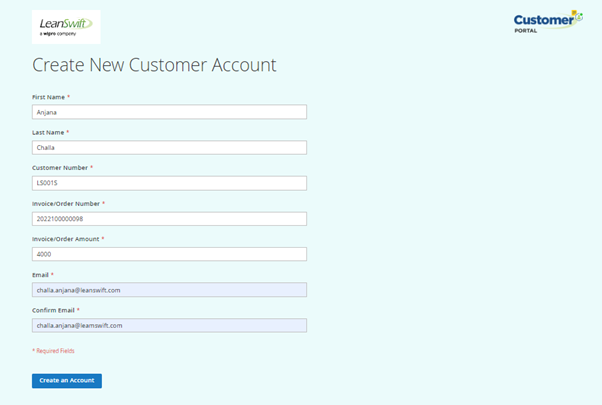 LeanSwift
a wipro company
Customer
PORTAL
Create New Customer Account
First Name *
Anjana
Last Name *
Challa
Customer Number *
LS001S
Invoice/Order Number *
2022100000098
Invoice/Order Amount *
4000
Email *
challa.anjana@leanswift.com
Confirm Email *
challa.anjana@leamswift.com
* Required Fields
Create an Account